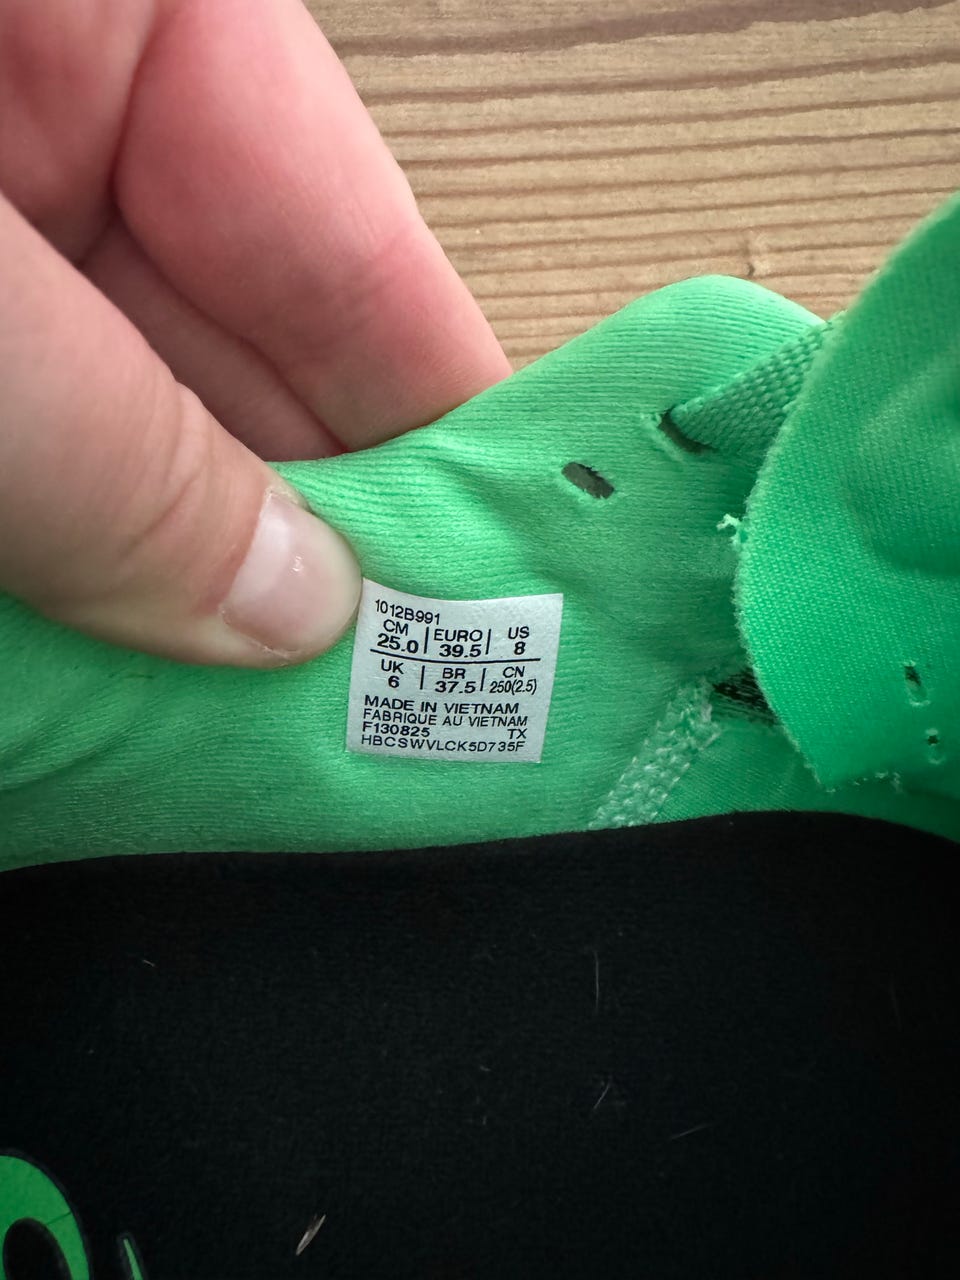 1012B991
CM EURO US
25.0 39.5 8
UK BR CN
6 37.5 250(2.5)
MADE IN VIETNAM
FABRIQUE AU VIETNAM
F130825 TX
HBCSWVLCK5D735F